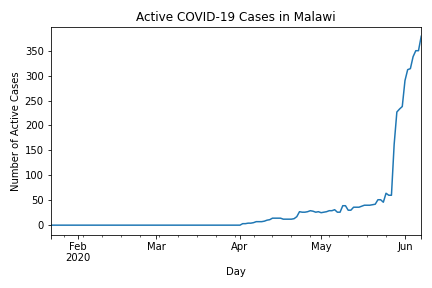 Active COVID-19 Cases in Malawi
Number of Active Cases
350
300
250
200
150
100
50
0
Feb
2020
Mar
Apr
May
Jun
Day